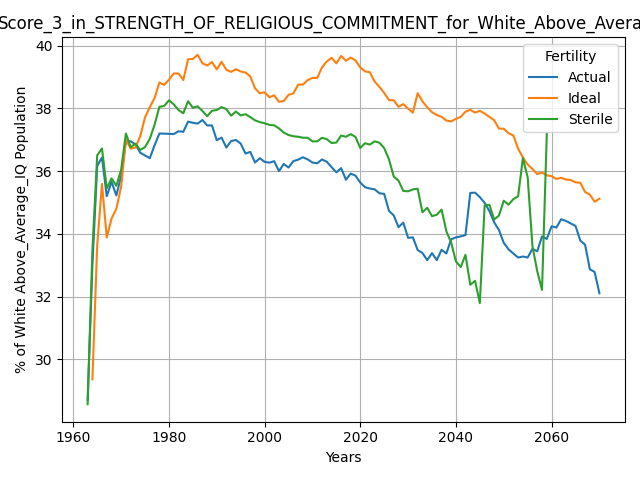 Score_3_in_STRENGTH_OF_RELIGIOUS_COMMITMENT_for_White_Above_Avera
% of White Above_Average_IQ Population
40
38
36
34
32
30
1960
1980
2000
2020
2040
2060
Years
Fertility
Actual
Ideal
Sterile